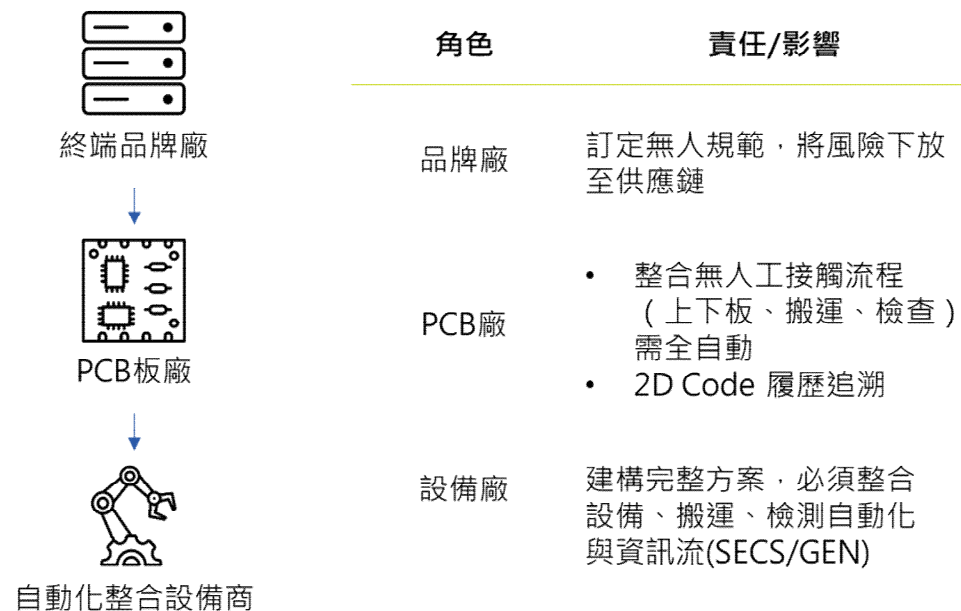 終端品牌廠
PCB板廠
自動化整合設備商
角色
責任/影響
品牌廠
訂定無人規範，將風險下放
至供應鏈
PCB廠
• 整合無人工接觸流程
（上下板、搬運、檢查）
需全自動
• 2D Code 履歷追溯
設備廠
建構完整方案，必須整合
設備、搬運、檢測自動化
與資訊流(SECS/GEN)